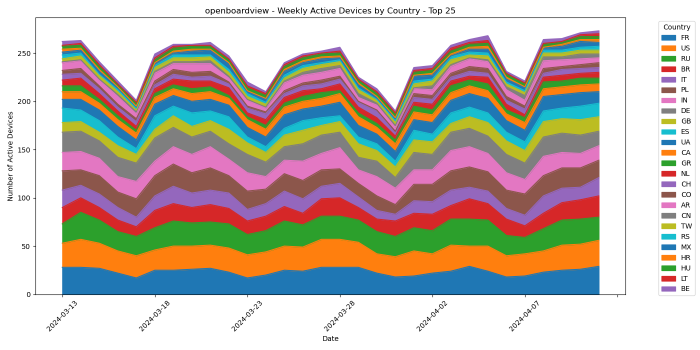 openboardview - Weekly Active Devices by Country - Top 25
Country
FR
US
RU
BR
IT
PL
IN
DE
GB
ES
UA
CA
GR
NL
CH
CO
AR
CN
TW
RS
MX
HR
HU
LT
BE
Number of Active Devices
250
200
150
100
50
0
2024-03-13
2024-03-18
2024-03-23
2024-03-28
2024-04-02
2024-04-07
Date